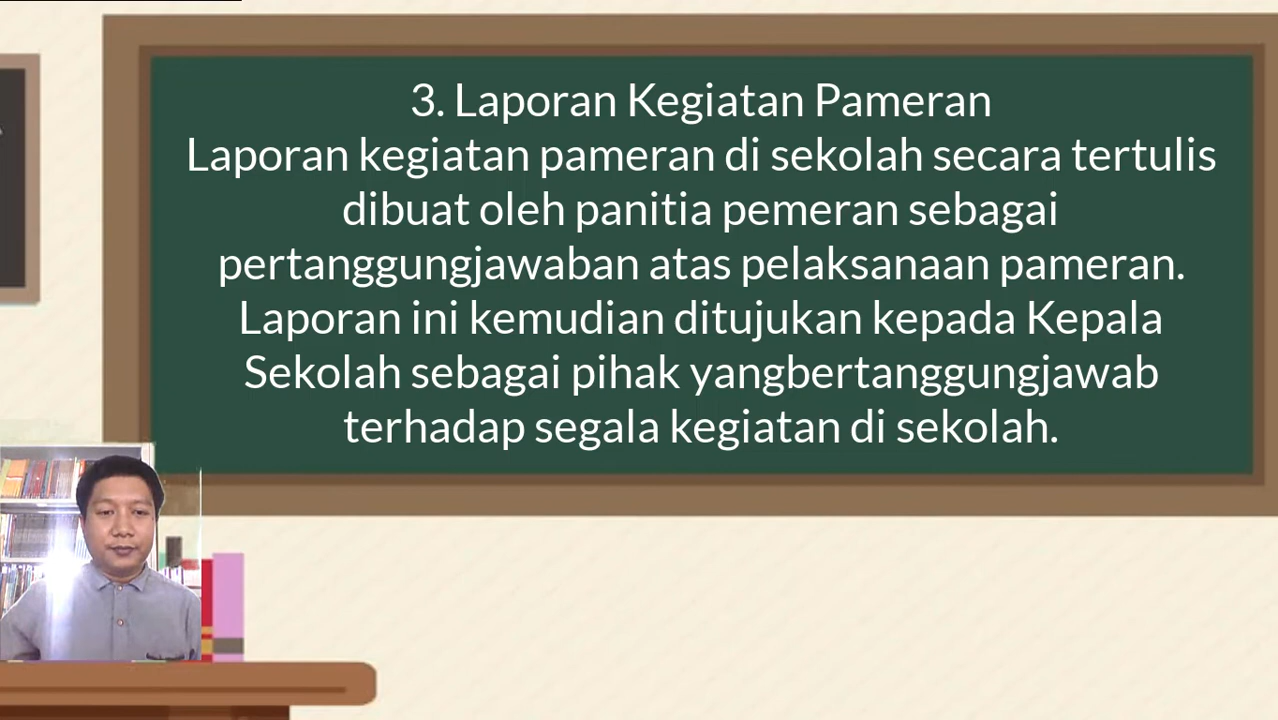 3. Laporan Kegiatan Pameran
Laporan kegiatan pameran di sekolah secara tertulis
dibuat oleh panitia pemeran sebagai
pertanggungjawaban atas pelaksanaan pameran.
Laporan ini kemudian ditujukan kepada Kepala
Sekolah sebagai pihak yangbertanggungjawab
terhadap segala kegiatan di sekolah.